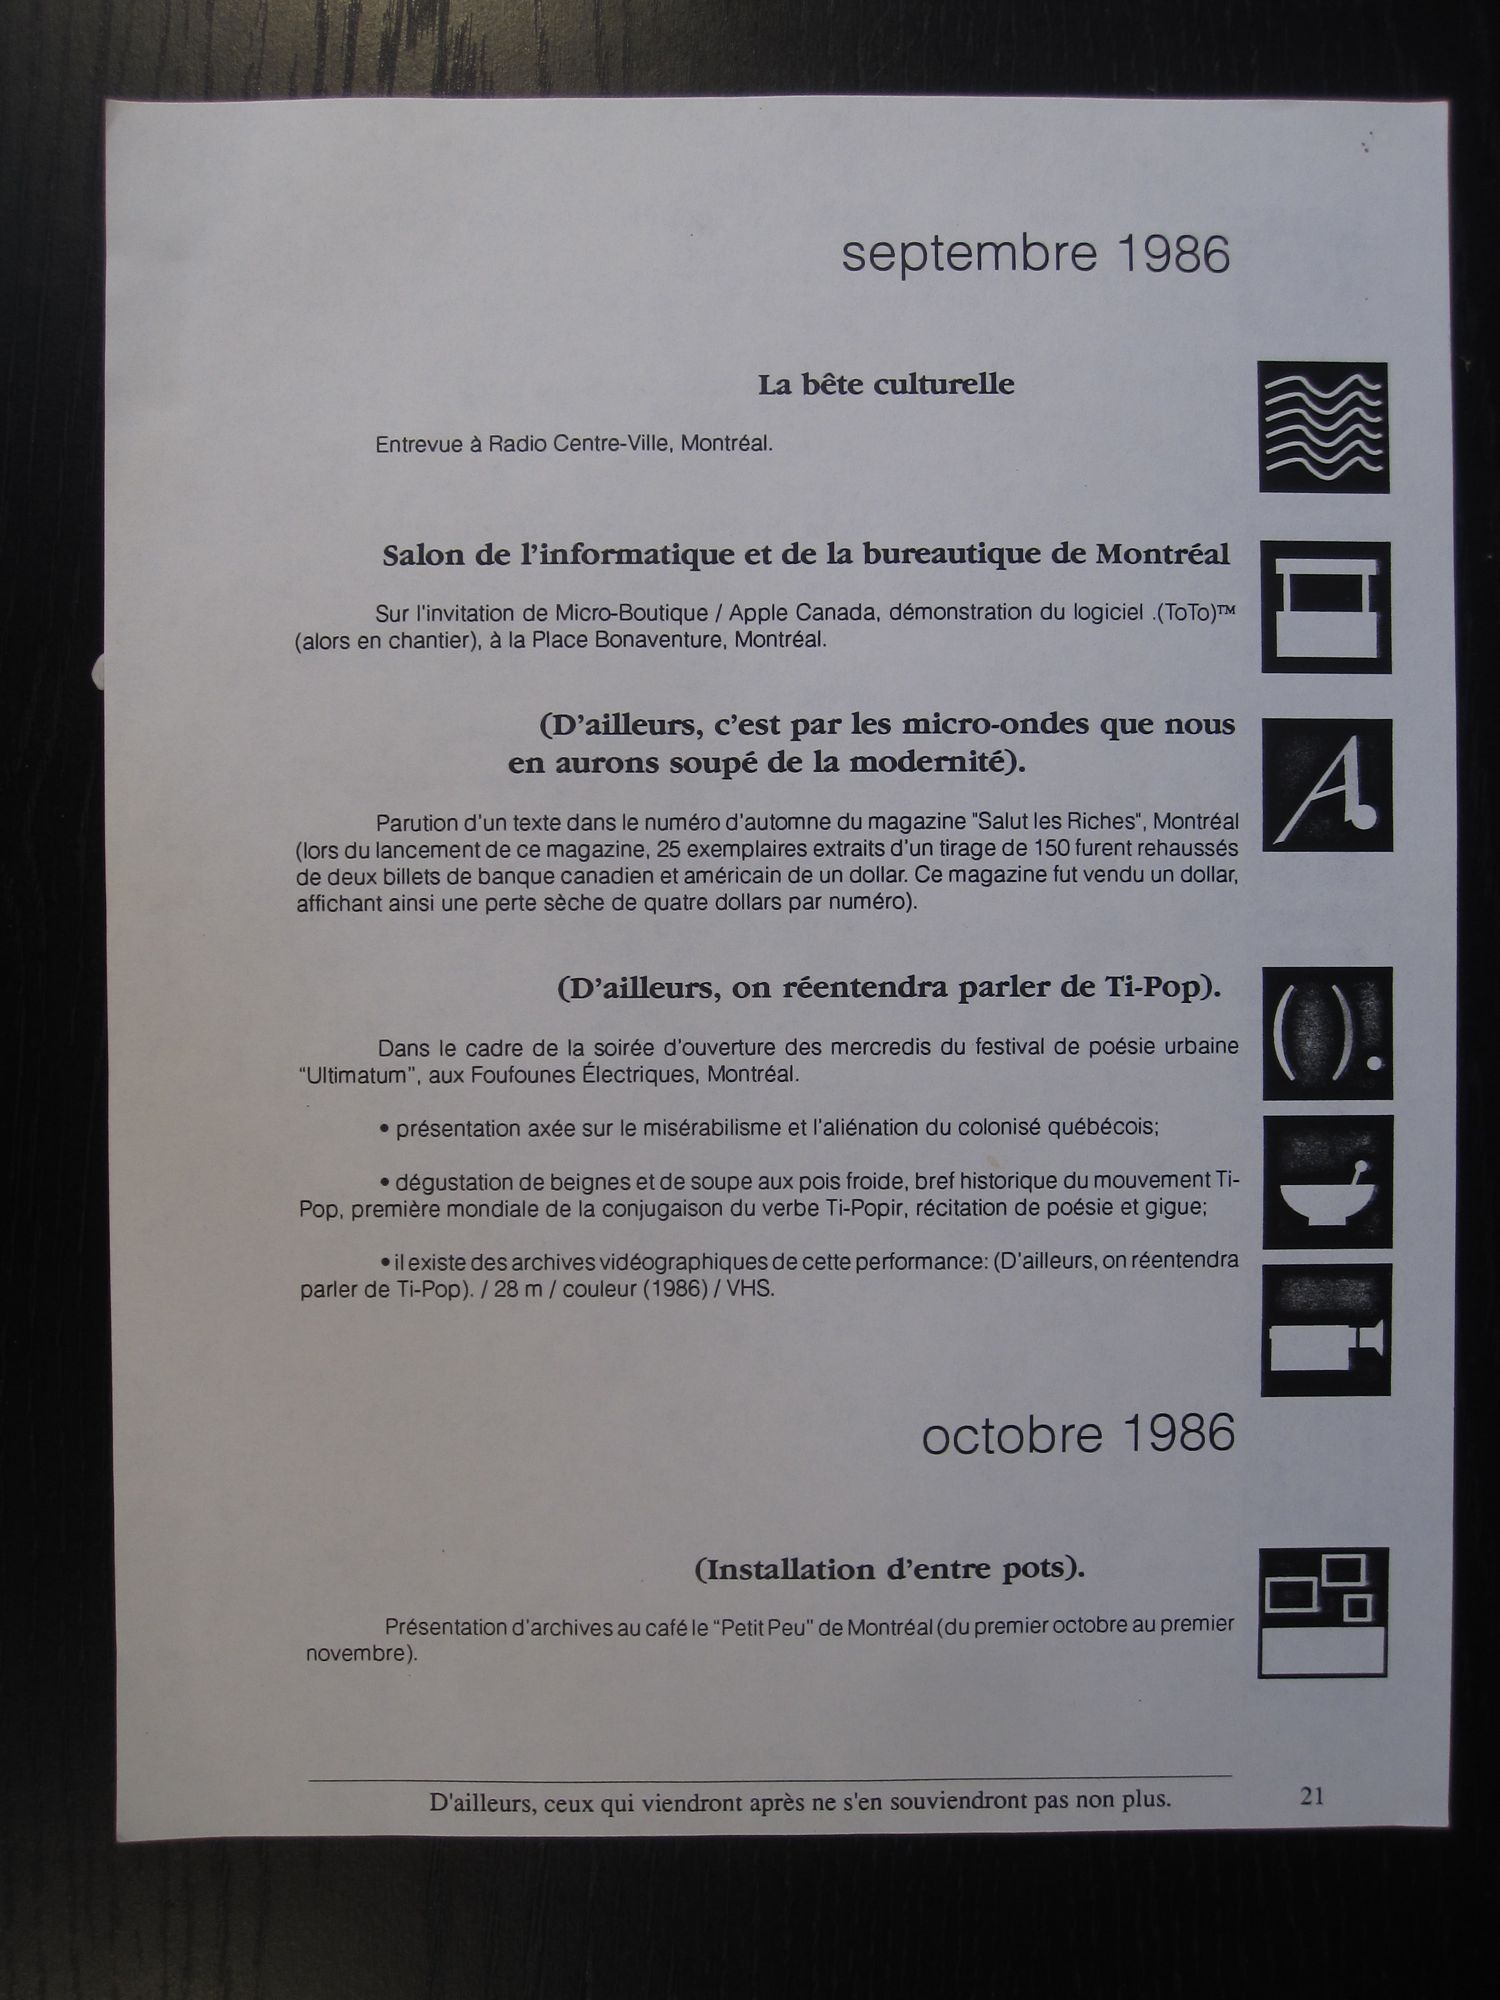 septembre 1986
La bête culturelle
Entrevue à Radio Centre-Ville, Montréal.
Salon de l'informatique et de la bureautique de Montréal
Sur l'invitation de Micro-Boutique / Apple Canada, démonstration du logiciel .(ToTo)™
(alors en chantier), à la Place Bonaventure, Montréal.
(D'ailleurs, c'est par les micro-ondes que nous
en aurons soupé de la modernité).
Parution d'un texte dans le numéro d'automne du magazine "Salut les Riches", Montréal
(lors du lancement de ce magazine, 25 exemplaires extraits d'un tirage de 150 furent rehaussés
de deux billets de banque canadien et américain de un dollar. Ce magazine fut vendu un dollar,
affichant ainsi une perte sèche de quatre dollars par numéro).
(D'ailleurs, on réentendra parler de Ti-Pop).
Dans le cadre de la soirée d'ouverture des mercredis du festival de poésie urbaine
“Ultimatum”, aux Foufounes Électriques, Montréal.
• présentation axée sur le misérabilisme et l'aliénation du colonisé québécois;
• dégustation de beignes et de soupe aux pois froide, bref historique du mouvement Ti-
Pop, première mondiale de la conjugaison du verbe Ti-Popir, récitation de poésie et gigue;
• il existe des archives vidéographiques de cette performance: (D'ailleurs, on réentendra
parler de Ti-Pop). / 28 m / couleur (1986) / VHS.
octobre 1986
(Installation d'entre pots).
Présentation d'archives au café le “Petit Peu” de Montréal (du premier octobre au premier
novembre).
D'ailleurs, ceux qui viendront après ne s'en souviendront pas non plus.
21